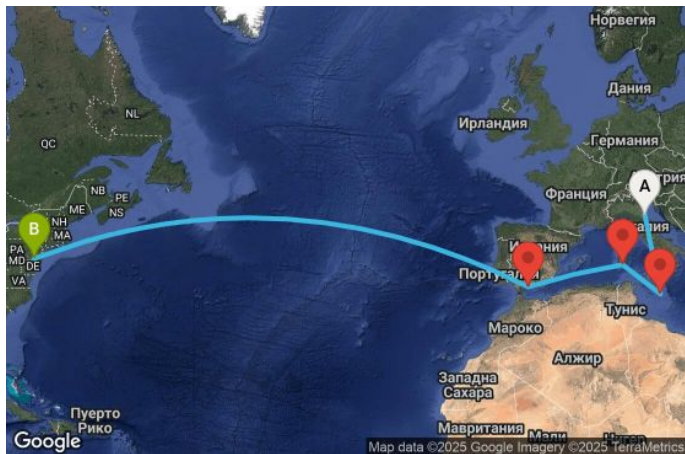 Норвегия
Дания
NL
Ирландия
QC
Германия
A
NB
PE
Франция
ME
NS
NH
MA
B
PA
MD
DE
VA
Португалия
Тунис
Мароко
Алжир
Западна
Сахара
Пуерто
Рико
Мавритания
Мали
Google
Map data ©2025 Google Imagery ©2025 TerraMetrics